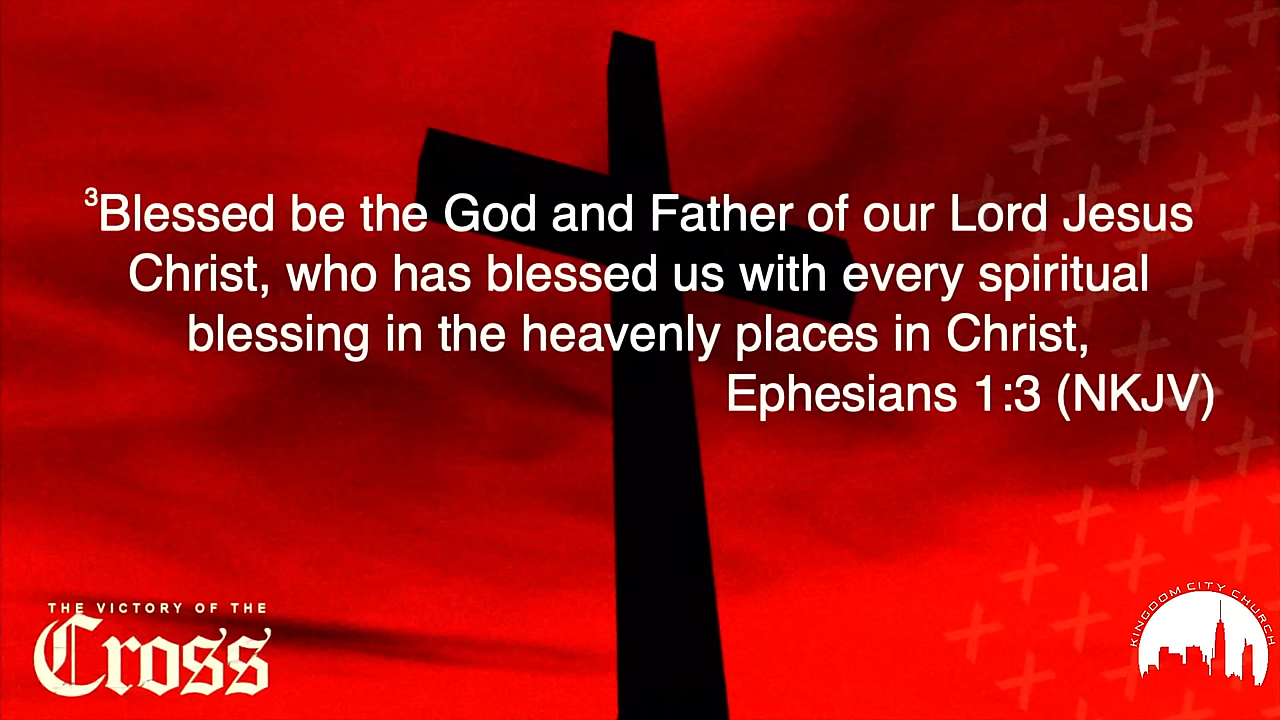 ³Blessed be the God and Father of our Lord Jesus
Christ, who has blessed us with every spiritual
blessing in the heavenly places in Christ,
Ephesians 1:3 (NKJV)
THE VICTORY OF THE
Cross
KINGDOM CITY CHURCH